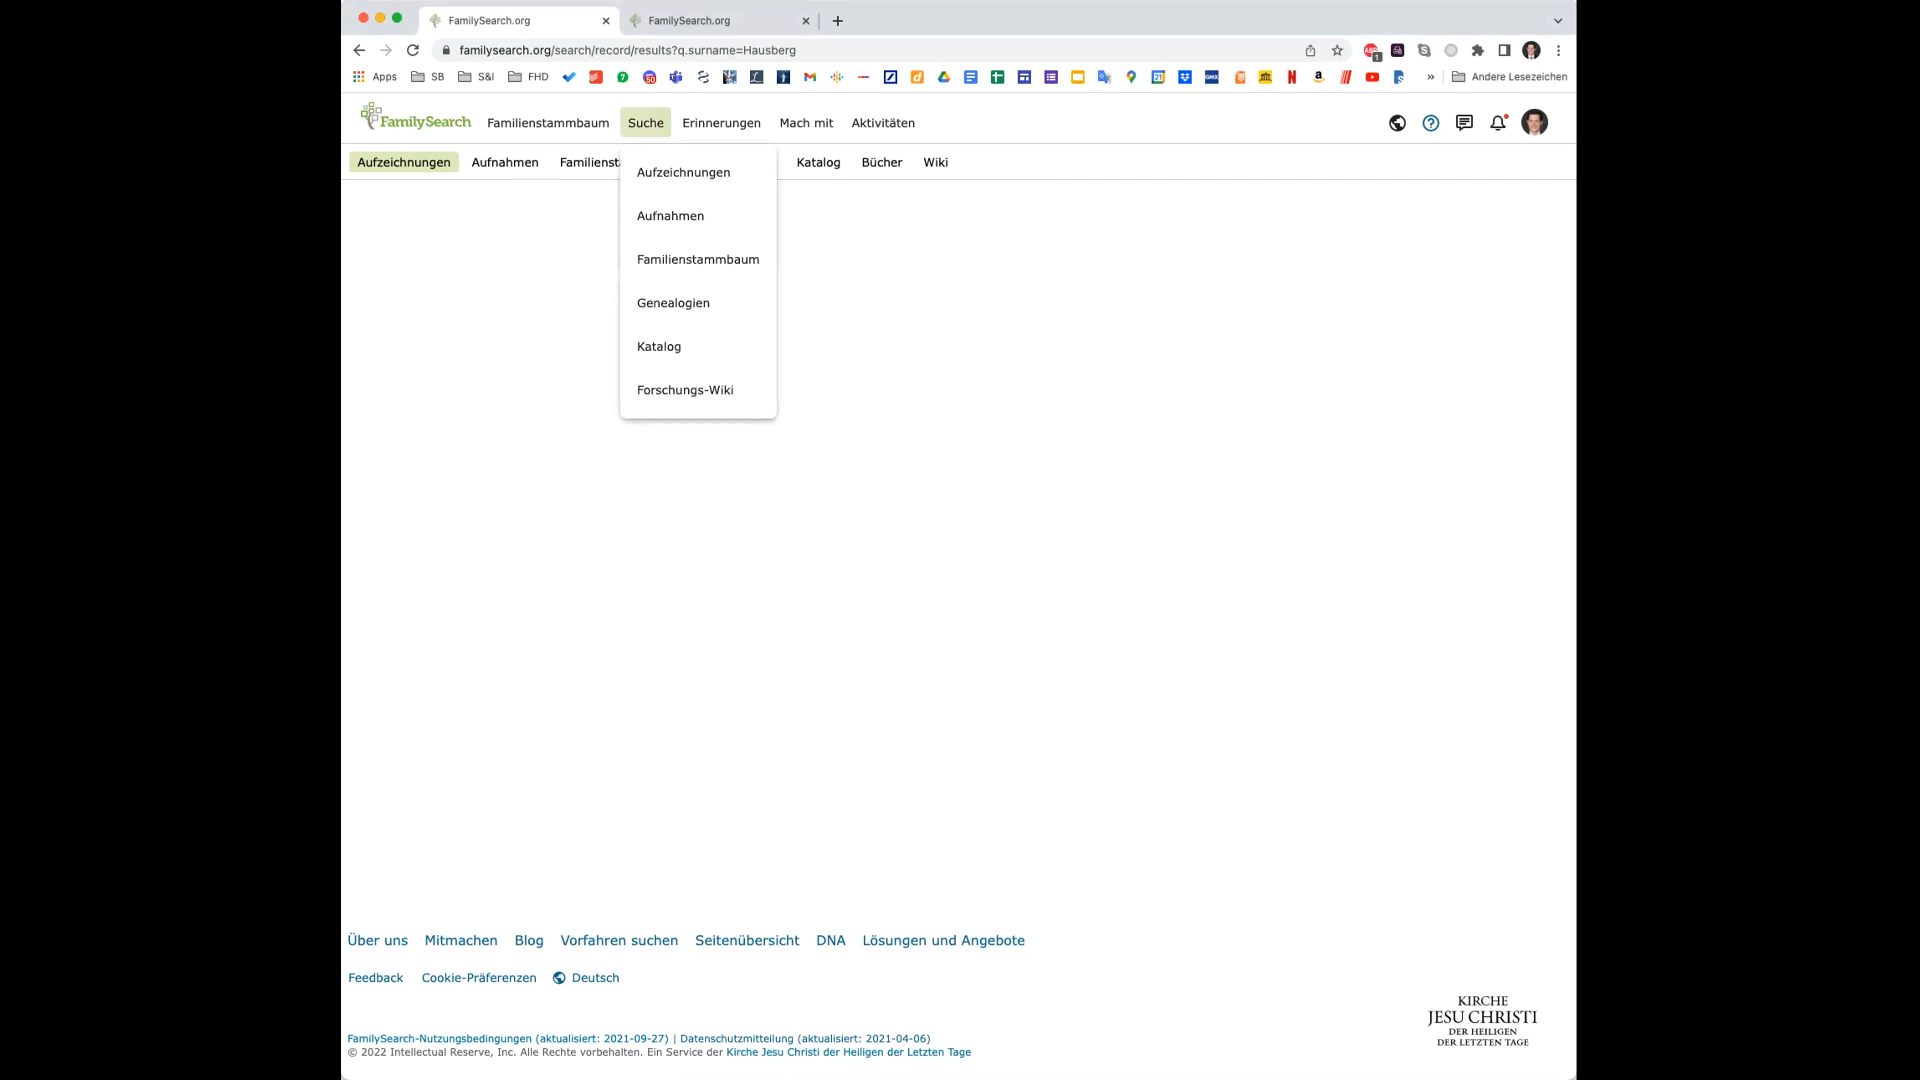 FamilySearch.org
FamilySearch.org
familysearch.org/search/record/results?q.surname=Hausberg
Apps SB S&I FHD Andere Lesezeichen
FamilySearch Familienstammbaum Suche Erinnerungen Mach mit Aktivitäten
Aufzeichnungen Aufnahmen Familienst Katalog Bücher Wiki
Aufzeichnungen
Aufnahmen
Familienstammbaum
Genealogien
Katalog
Forschungs-Wiki
Über uns Mitmachen Blog Vorfahren suchen Seitenübersicht DNA Lösungen und Angebote
Feedback Cookie-Präferenzen Deutsch
KIRCHE
JESU CHRISTI
DER HEILIGEN
DER LETZTEN TAGE
FamilySearch-Nutzungsbedingungen (aktualisiert: 2021-09-27) | Datenschutzmitteilung (aktualisiert: 2021-04-06)
© 2022 Intellectual Reserve, Inc. Alle Rechte vorbehalten. Ein Service der Kirche Jesu Christi der Heiligen der Letzten Tage